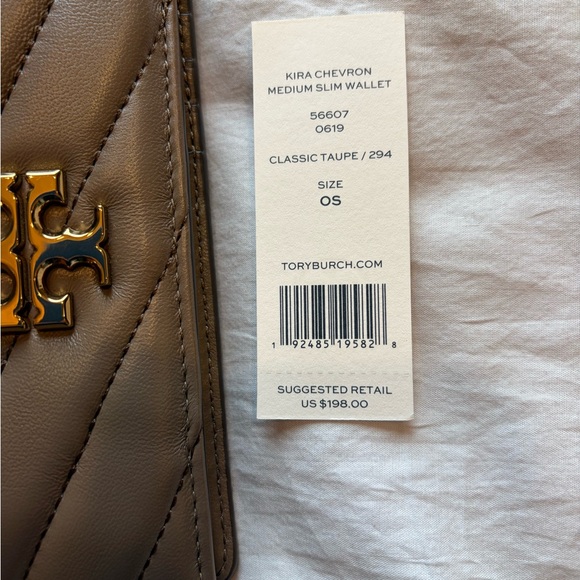 KIRA CHEVRON
MEDIUM SLIM WALLET
56607
0619
CLASSIC TAUPE / 294
SIZE
OS
TORYBURCH.COM
1 92485 19582 8
SUGGESTED RETAIL
US $198.00